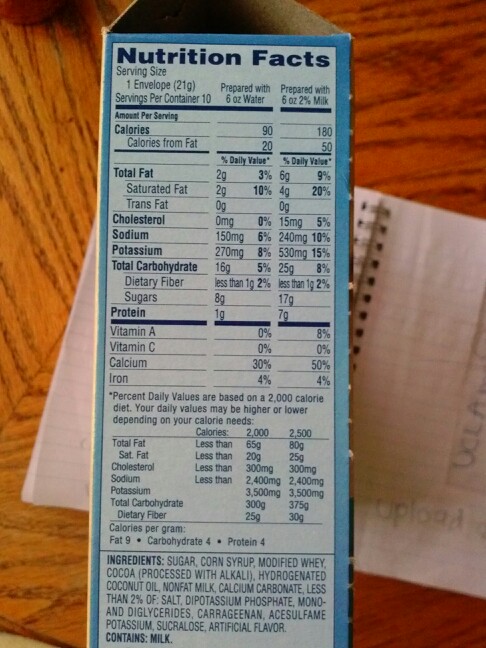 Nutrition Facts
Serving Size
1 Envelope (21g)
Servings Per Container 10
Prepared with 6 oz Water
Prepared with 6 oz 2% Milk
Amount Per Serving
Calories 90 180
Calories from Fat 20 50
% Daily Value* % Daily Value*
Total Fat 2g 3% 6g 9%
Saturated Fat 2g 10% 4g 20%
Trans Fat 0g 0g
Cholesterol 0mg 0% 15mg 5%
Sodium 150mg 6% 240mg 10%
Potassium 270mg 8% 530mg 15%
Total Carbohydrate 16g 5% 25g 8%
Dietary Fiber less than 1g 2% less than 1g 2%
Sugars 8g 17g
Protein 1g 7g
Vitamin A 0% 8%
Vitamin C 0% 0%
Calcium 30% 50%
Iron 4% 4%
*Percent Daily Values are based on a 2,000 calorie
diet. Your daily values may be higher or lower
depending on your calorie needs:
Calories: 2,000 2,500
Total Fat Less than 65g 80g
Sat. Fat Less than 20g 25g
Cholesterol Less than 300mg 300mg
Sodium Less than 2,400mg 2,400mg
Potassium 3,500mg 3,500mg
Total Carbohydrate 300g 375g
Dietary Fiber 25g 30g
Calories per gram:
Fat 9 • Carbohydrate 4 • Protein 4
INGREDIENTS: SUGAR, CORN SYRUP, MODIFIED WHEY,
COCOA (PROCESSED WITH ALKALI), HYDROGENATED
COCONUT OIL, NONFAT MILK, CALCIUM CARBONATE, LESS
THAN 2% OF: SALT, DIPOTASSIUM PHOSPHATE, MONO-
AND DIGLYCERIDES, CARRAGEENAN, ACESULFAME
POTASSIUM, SUCRALOSE, ARTIFICIAL FLAVOR.
CONTAINS: MILK.